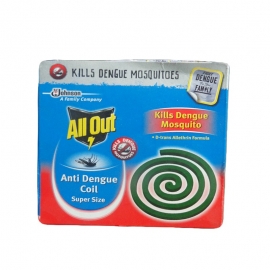 KILLS DENGUE MOSQUITOES
DENGUE
FAMILY
SC Johnson
A Family Company
All Out
Kills Dengue
Mosquito
Anti Dengue
Coil
Super Size